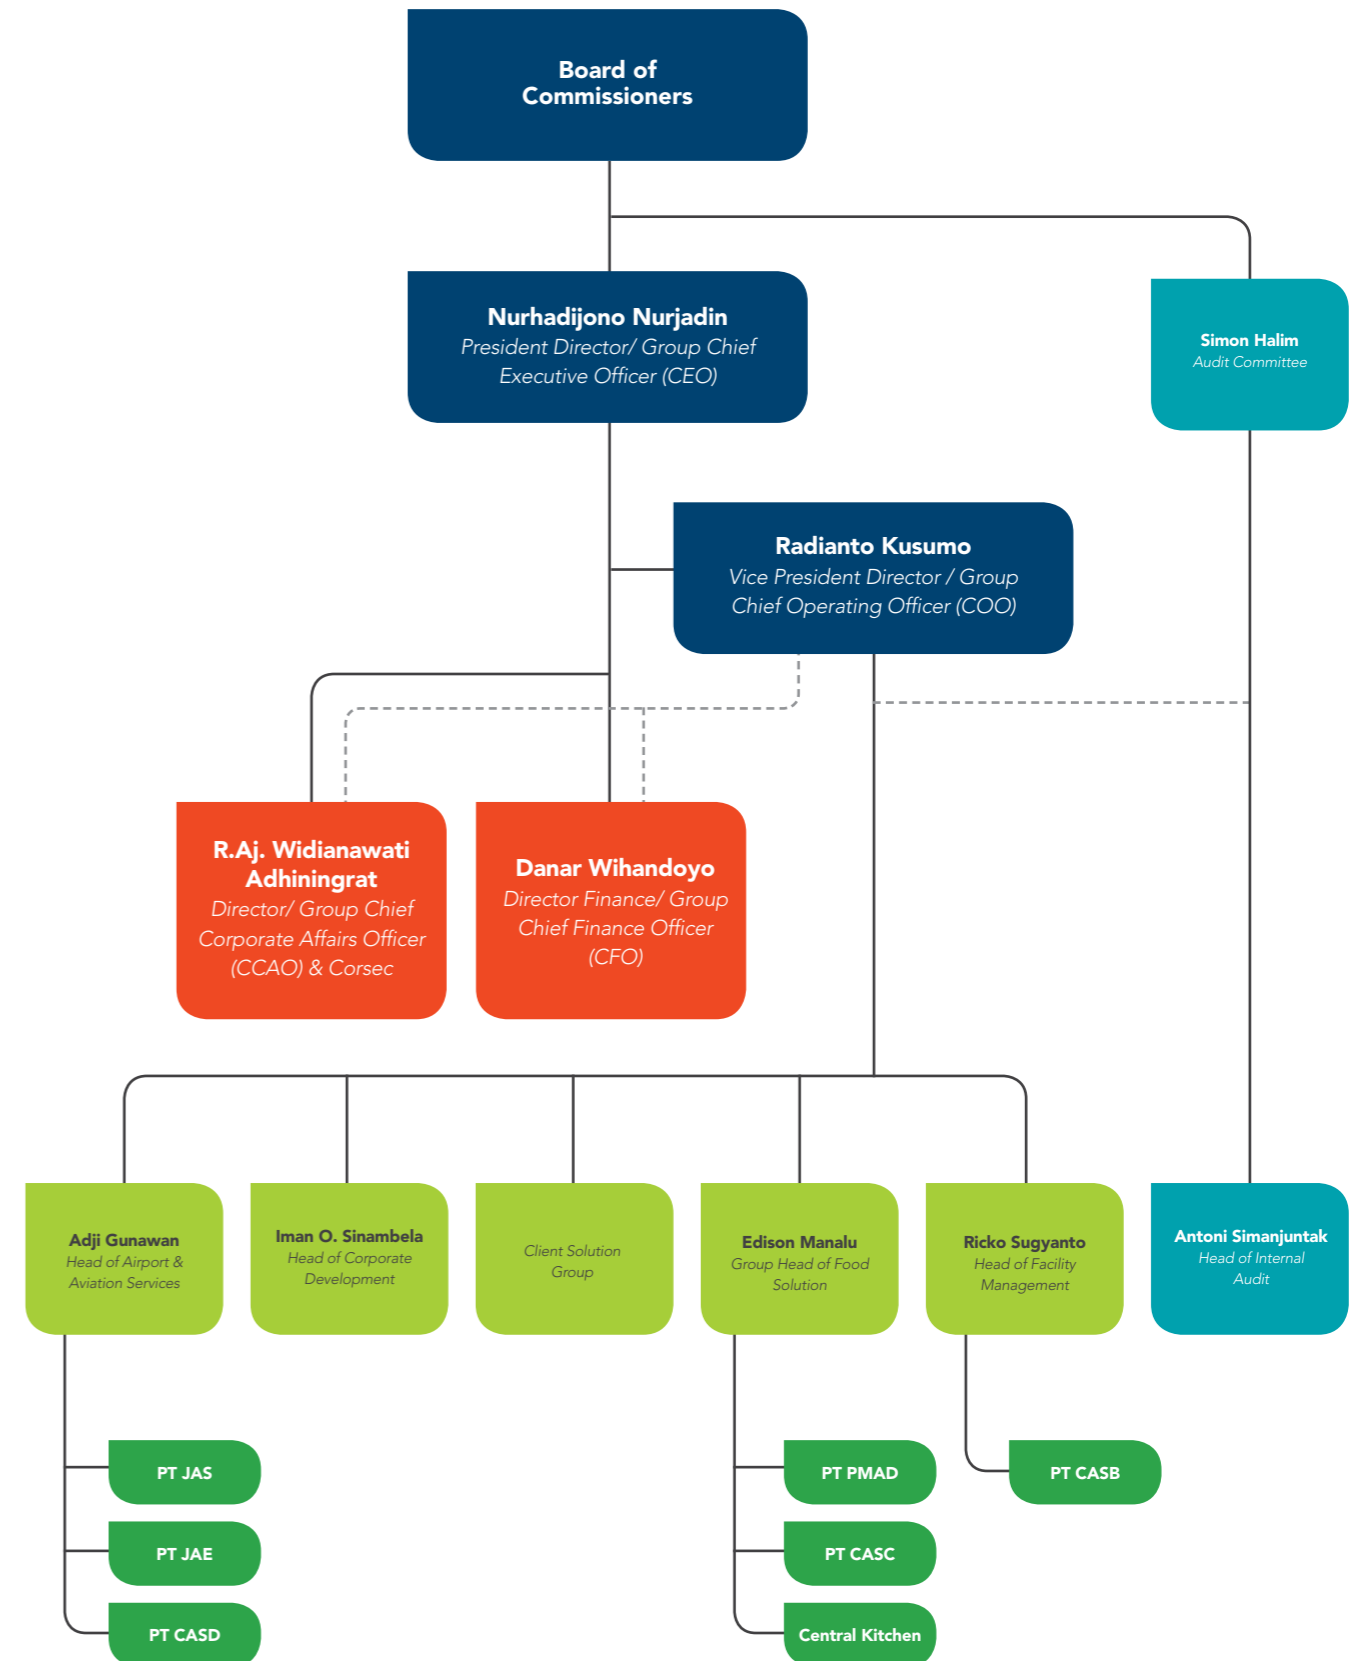 Board of
Commissioners
Nurhadijono Nurjadin
President Director/ Group Chief
Executive Officer (CEO)
Simon Halim
Audit Committee
Radianto Kusumo
Vice President Director / Group
Chief Operating Officer (COO)
R.Aj. Widianawati
Adhiningrat
Director/ Group Chief
Corporate Affairs Officer
(CCAO) & Corsec
Danar Wihandoyo
Director Finance/ Group
Chief Finance Officer
(CFO)
Adji Gunawan
Head of Airport &
Aviation Services
Iman O. Sinambela
Head of Corporate
Development
Client Solution
Group
Edison Manalu
Group Head of Food
Solution
Ricko Sugyanto
Head of Facility
Management
Antoni Simanjuntak
Head of Internal
Audit
PT JAS
PT JAE
PT CASD
PT PMAD
PT CASC
Central Kitchen
PT CASB